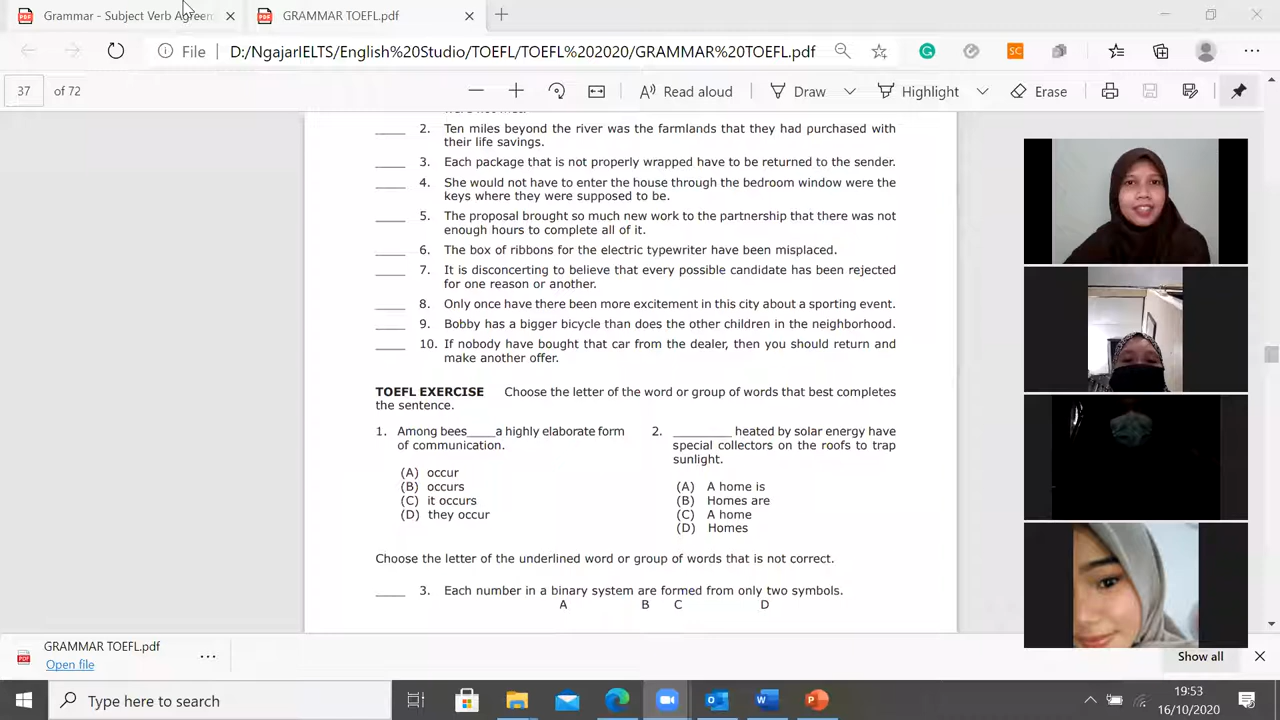 Grammar - Subject Verb Agreem
GRAMMAR TOEFL.pdf
File
D:/NgajarIELTS/English%20Studio/TOEFL/TOEFL%202020/GRAMMAR%20TOEFL.pdf
SC
37 of 72
Read aloud
Draw
Highlight
Erase
2. Ten miles beyond the river was the farmlands that they had purchased with
their life savings.
3. Each package that is not properly wrapped have to be returned to the sender.
4. She would not have to enter the house through the bedroom window were the
keys where they were supposed to be.
5. The proposal brought so much new work to the partnership that there was not
enough hours to complete all of it.
6. The box of ribbons for the electric typewriter have been misplaced.
7. It is disconcerting to believe that every possible candidate has been rejected
for one reason or another.
8. Only once have there been more excitement in this city about a sporting event.
9. Bobby has a bigger bicycle than does the other children in the neighborhood.
10. If nobody have bought that car from the dealer, then you should return and
make another offer.
TOEFL EXERCISE Choose the letter of the word or group of words that best completes
the sentence.
1. Among bees____a highly elaborate form
of communication.
(A) occur
(B) occurs
(C) it occurs
(D) they occur
2. ________ heated by solar energy have
special collectors on the roofs to trap
sunlight.
(A) A home is
(B) Homes are
(C) A home
(D) Homes
Choose the letter of the underlined word or group of words that is not correct.
____ 3. Each number in a binary system are formed from only two symbols.
A B C D
GRAMMAR TOEFL.pdf
Open file
Show all
Type here to search
19:53
16/10/2020